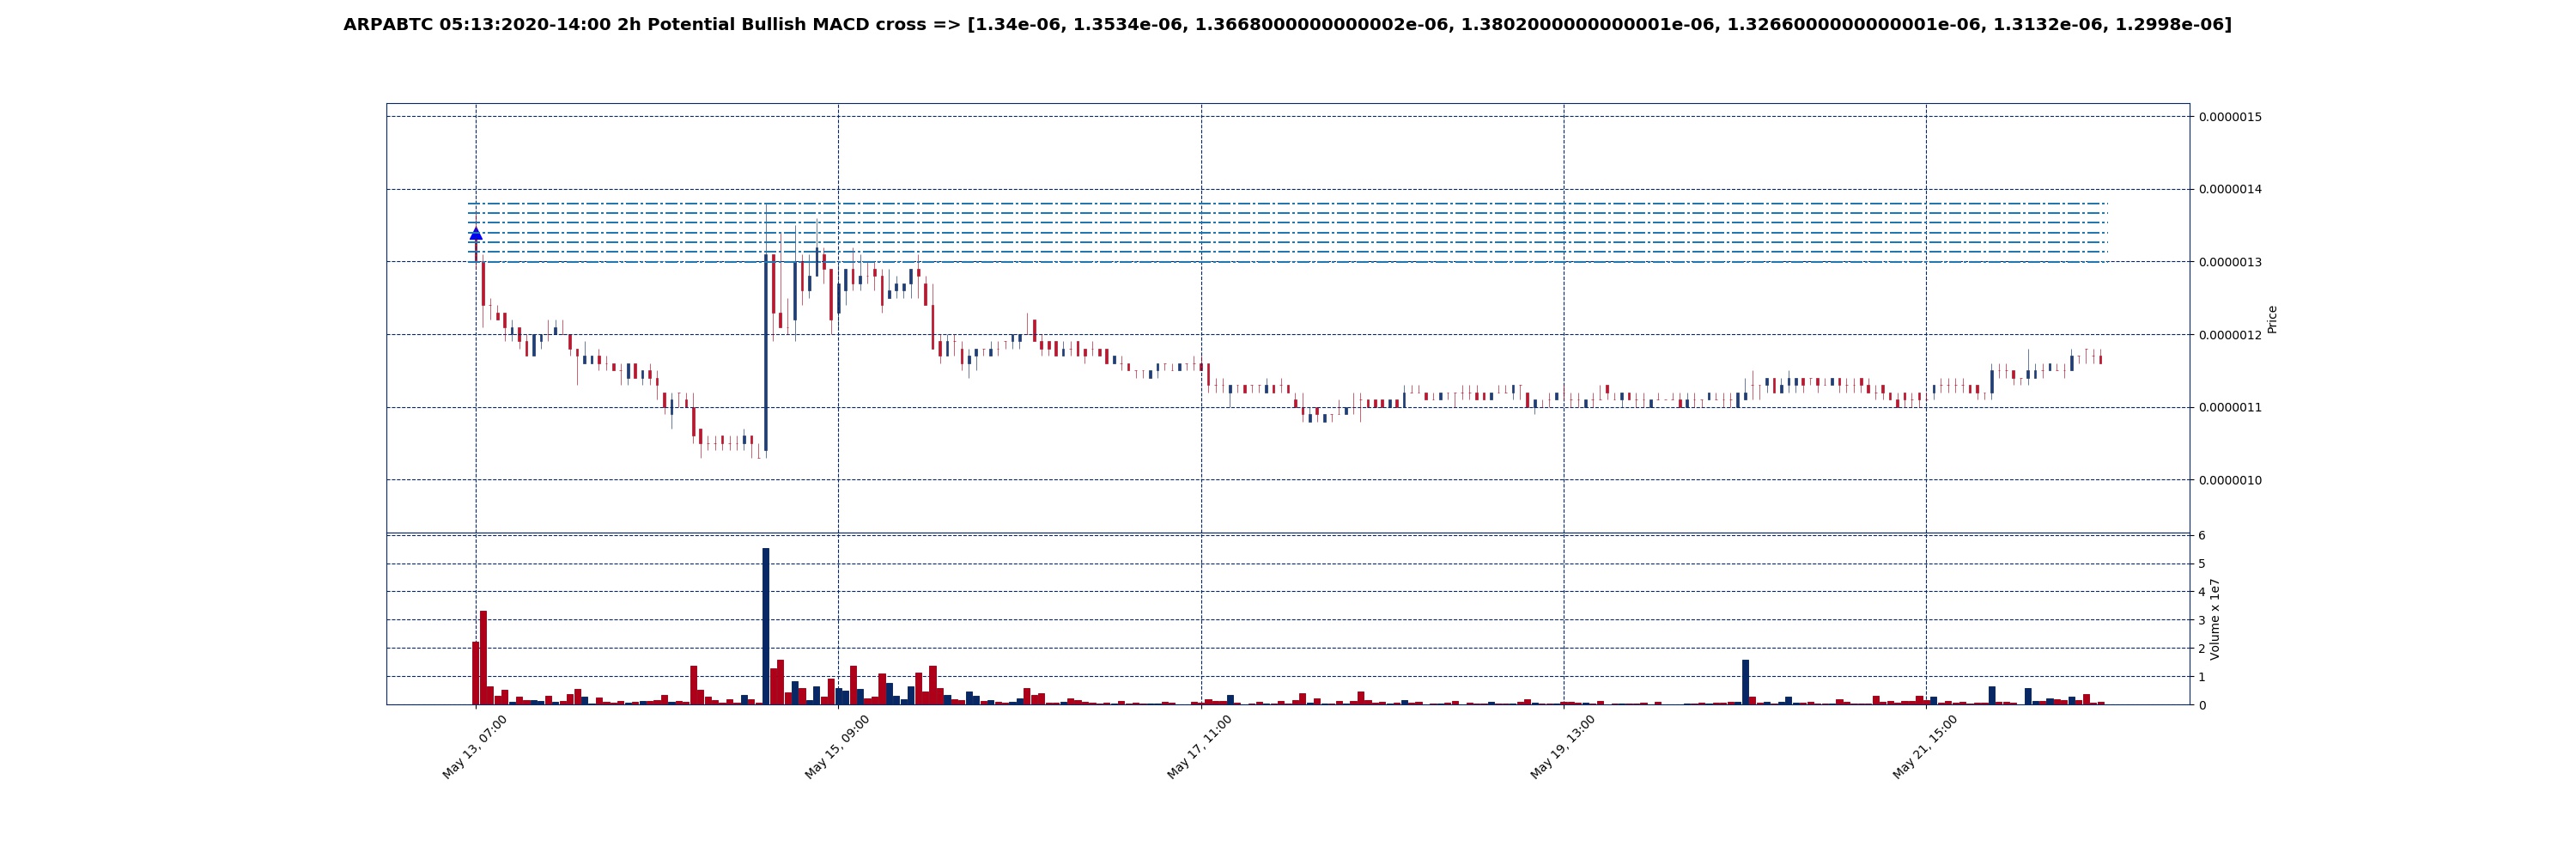 ARPABTC 05:13:2020-14:00 2h Potential Bullish MACD cross => [1.34e-06, 1.3534e-06, 1.3668000000000002e-06, 1.3802000000000001e-06, 1.3266000000000001e-06, 1.3132e-06, 1.2998e-06]
0.0000015
0.0000014
0.0000013
0.0000012
0.0000011
0.0000010
Price
6
5
4
3
2
1
0
Volume x 1e7
May 13, 07:00
May 15, 09:00
May 17, 11:00
May 19, 13:00
May 21, 15:00